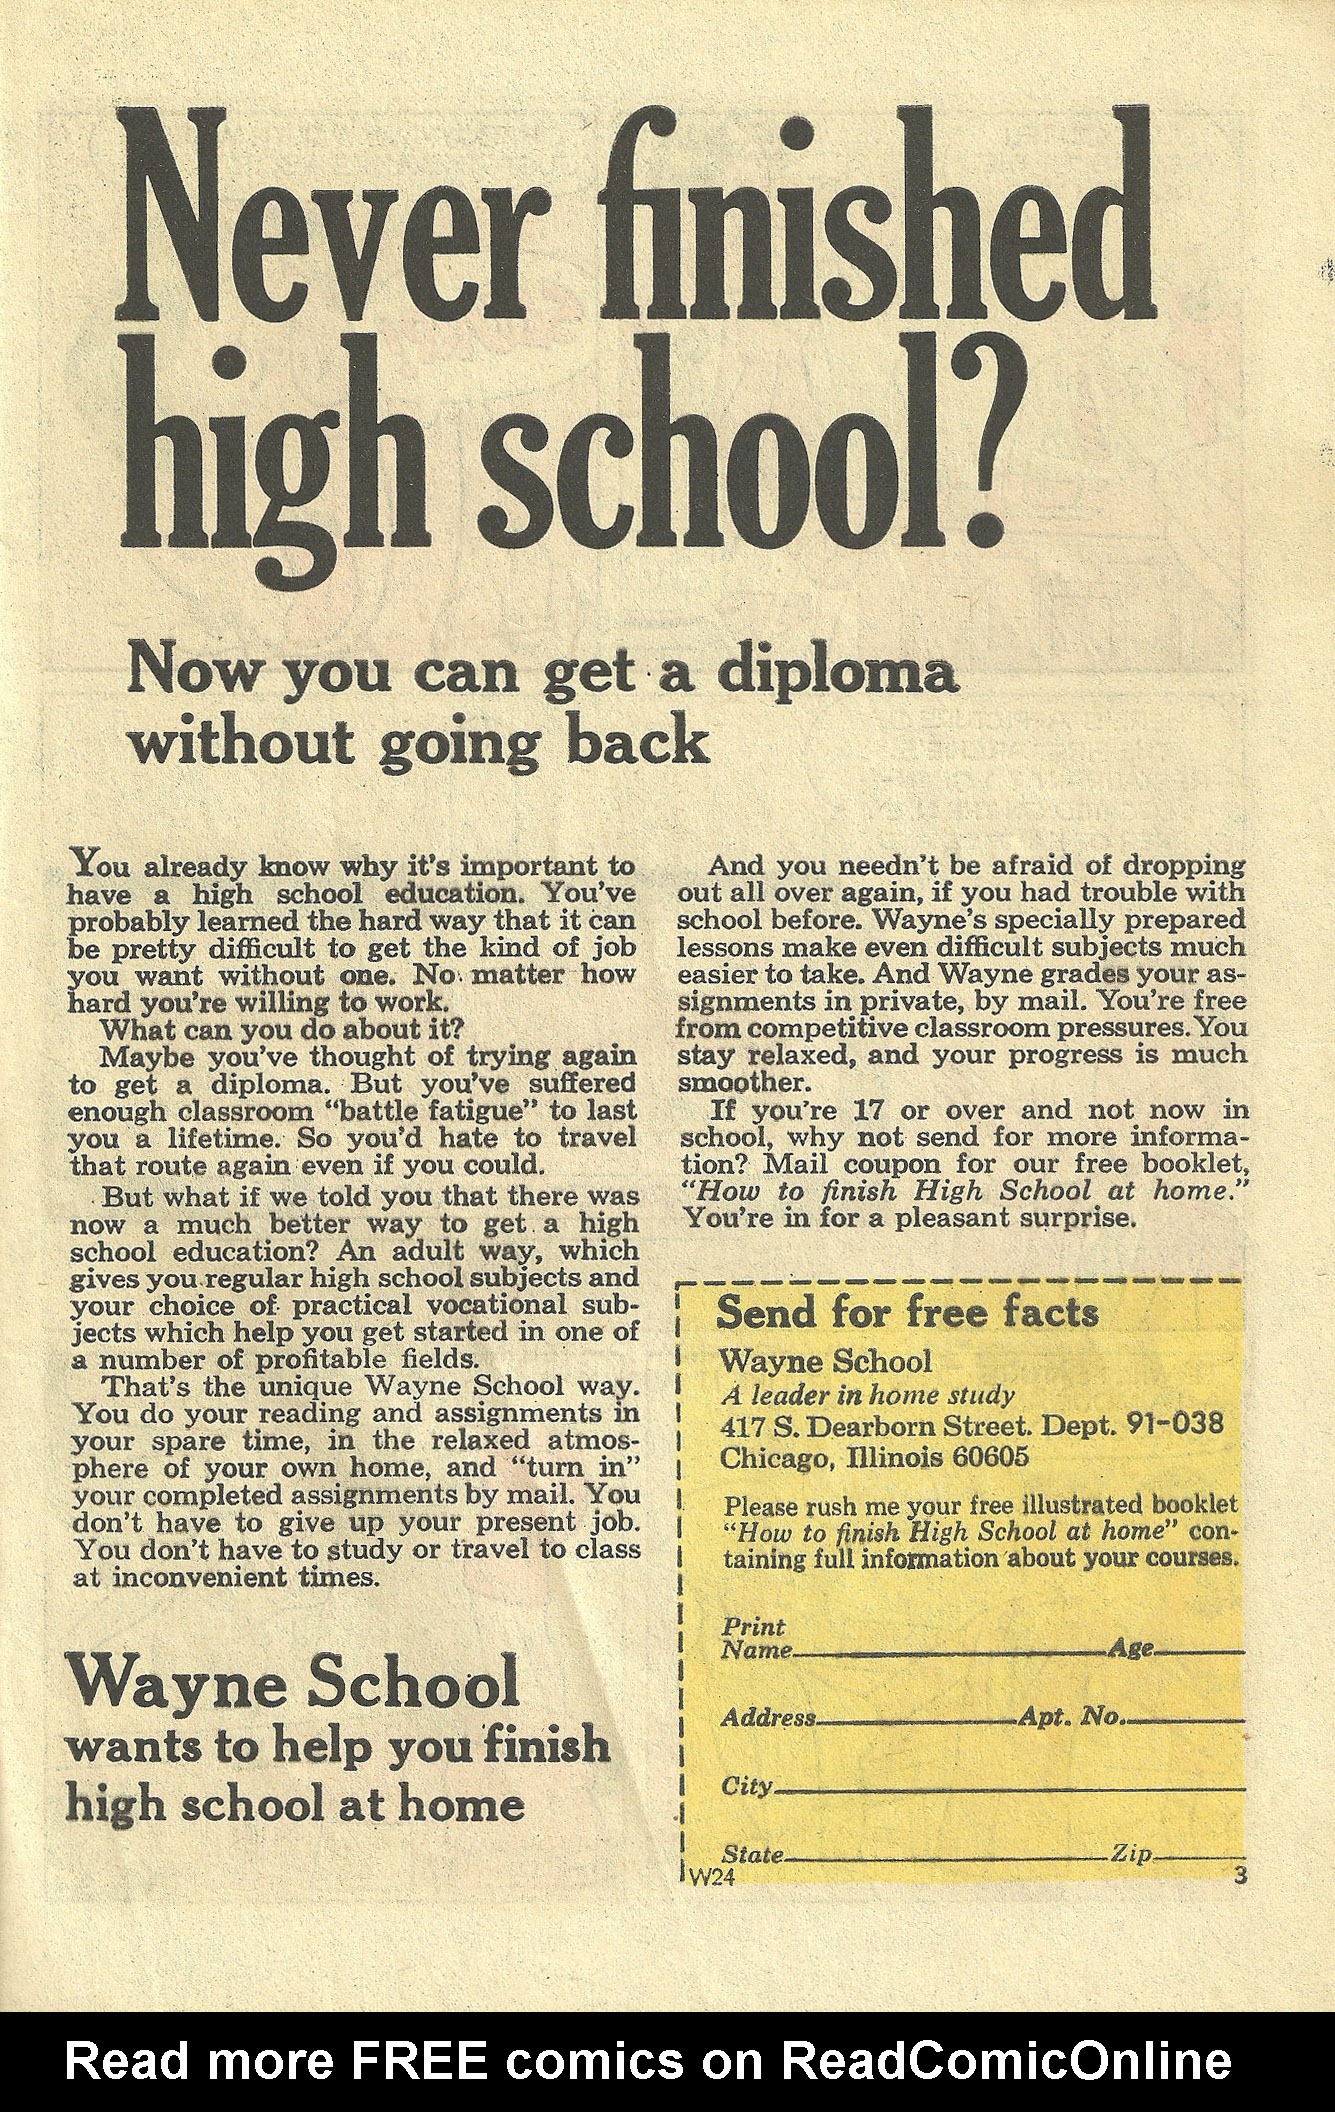 Never finished
high school?
Now you can get a diploma
without going back
You already know why it's important to
have a high school education. You've
probably learned the hard way that it can
be pretty difficult to get the kind of job
you want without one. No matter how
hard you're willing to work.
What can you do about it?
Maybe you've thought of trying again
to get a diploma. But you've suffered
enough classroom "battle fatigue" to last
you a lifetime. So you'd hate to travel
that route again even if you could.
But what if we told you that there was
now a much better way to get a high
school education? An adult way, which
gives you regular high school subjects and
your choice of practical vocational sub-
jects which help you get started in one of
a number of profitable fields.
That's the unique Wayne School way.
You do your reading and assignments in
your spare time, in the relaxed atmos-
phere of your own home, and "turn in"
your completed assignments by mail. You
don't have to give up your present job.
You don't have to study or travel to class
at inconvenient times.
Wayne School
wants to help you finish
high school at home
And you needn't be afraid of dropping
out all over again, if you had trouble with
school before. Wayne's specially prepared
lessons make even difficult subjects much
easier to take. And Wayne grades your as-
signments in private, by mail. You're free
from competitive classroom pressures. You
stay relaxed, and your progress is much
smoother.
If you're 17 or over and not now in
school, why not send for more informa-
tion? Mail coupon for our free booklet,
"How to finish High School at home."
You're in for a pleasant surprise.
Send for free facts
Wayne School
A leader in home study
417 S. Dearborn Street. Dept. 91-038
Chicago, Illinois 60605
Please rush me your free illustrated booklet
"How to finish High School at home" con-
taining full information about your courses.
Print
Name Age
Address Apt. No.
City
State Zip
W24 3
Read more FREE comics on ReadComicOnline